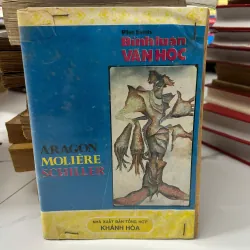 Bình luận
VĂN HỌC
ARAGON
MOLIÈRE
SCHILLER
NHÀ XUẤT BẢN TỔNG HỢP
KHÁNH HÒA